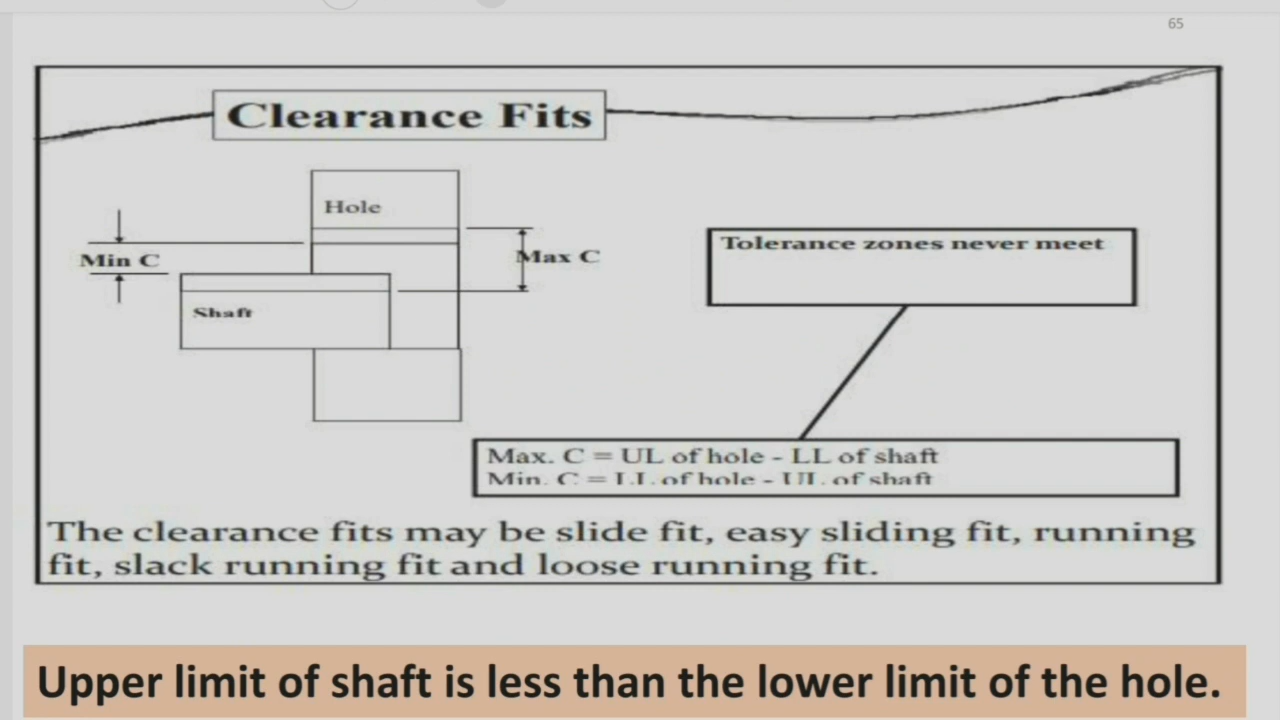 65
Clearance Fits
Hole
Min C
Max C
Shaft
Tolerance zones never meet
Max. C = UL of hole - LL of shaft
Min. C = LL of hole - UL of shaft
The clearance fits may be slide fit, easy sliding fit, running
fit, slack running fit and loose running fit.
Upper limit of shaft is less than the lower limit of the hole.